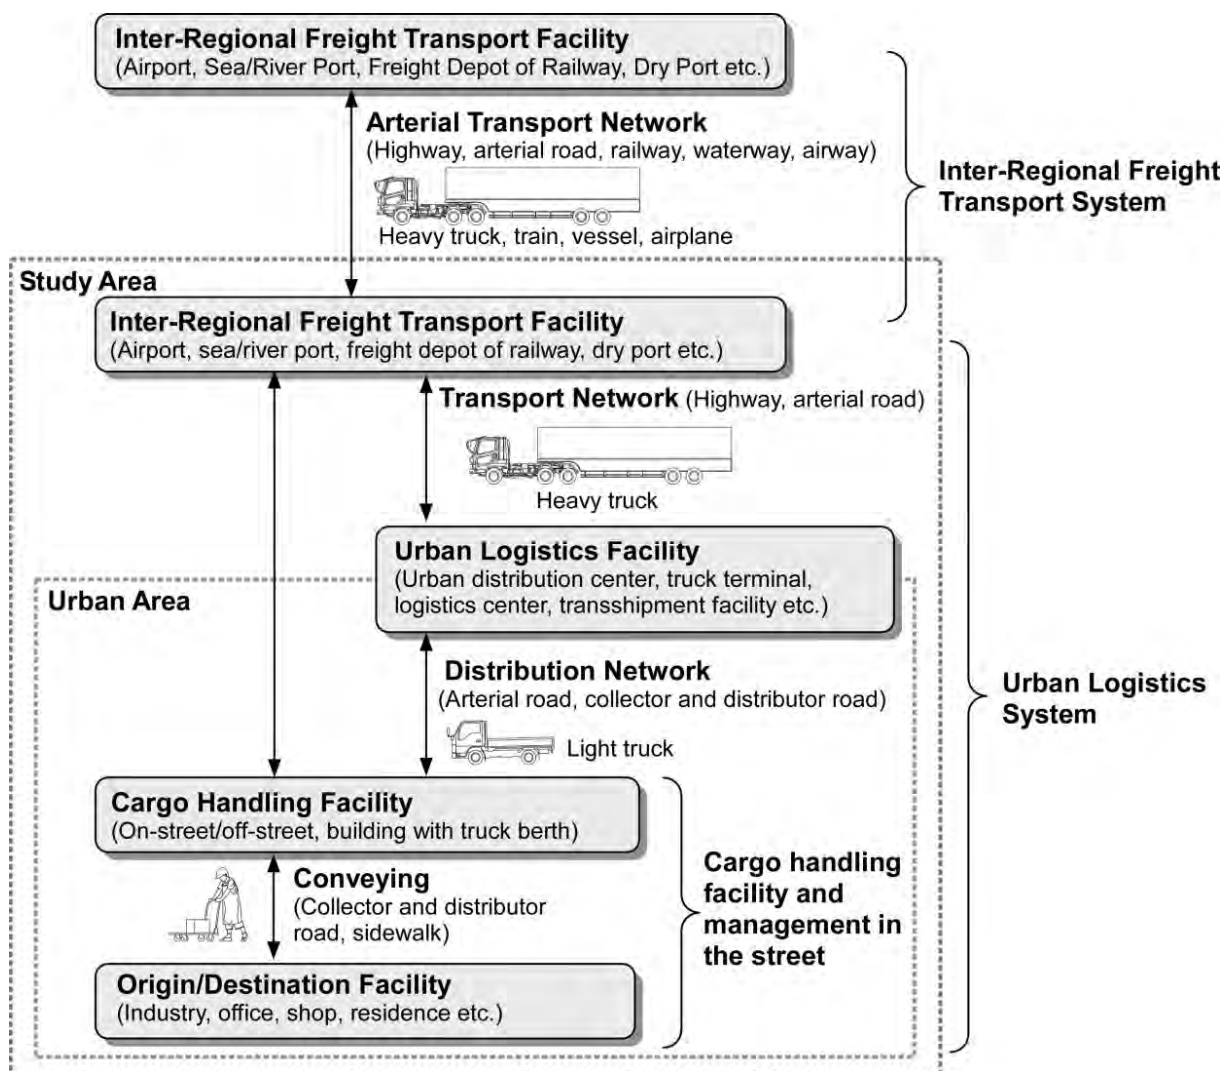 Inter-Regional Freight Transport Facility
(Airport, Sea/River Port, Freight Depot of Railway, Dry Port etc.)
Arterial Transport Network
(Highway, arterial road, railway, waterway, airway)
Heavy truck, train, vessel, airplane
Inter-Regional Freight
Transport System
Study Area
Inter-Regional Freight Transport Facility
(Airport, sea/river port, freight depot of railway, dry port etc.)
Transport Network (Highway, arterial road)
Heavy truck
Urban Logistics Facility
(Urban distribution center, truck terminal,
logistics center, transshipment facility etc.)
Urban Area
Distribution Network
(Arterial road, collector and distributor road)
Light truck
Urban Logistics
System
Cargo Handling Facility
(On-street/off-street, building with truck berth)
Conveying
(Collector and distributor
road, sidewalk)
Cargo handling
facility and
management in
the street
Origin/Destination Facility
(Industry, office, shop, residence etc.)